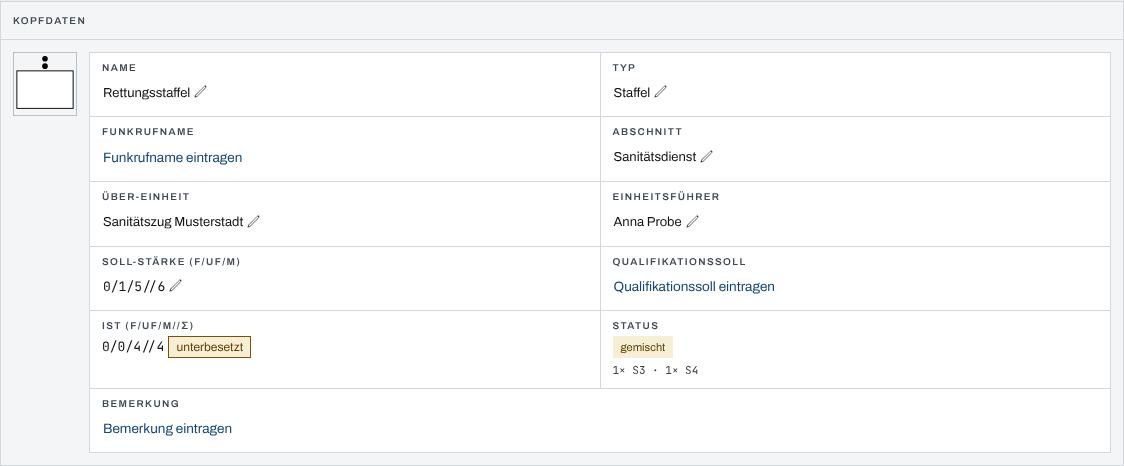 KOPFDATEN
NAME
Rettungsstaffel
TYP
Staffel
FUNKRUFNAME
Funkrufname eintragen
ABSCHNITT
Sanitätsdienst
ÜBER-EINHEIT
Sanitätszug Musterstadt
EINHEITSFÜHRER
Anna Probe
SOLL-STÄRKE (F/UF/M)
0/1/5//6
QUALIFIKATIONSSOLL
Qualifikationssoll eintragen
IST (F/UF/M//Σ)
0/0/4//4 unterbesetzt
STATUS
gemischt
1× S3 · 1× S4
BEMERKUNG
Bemerkung eintragen